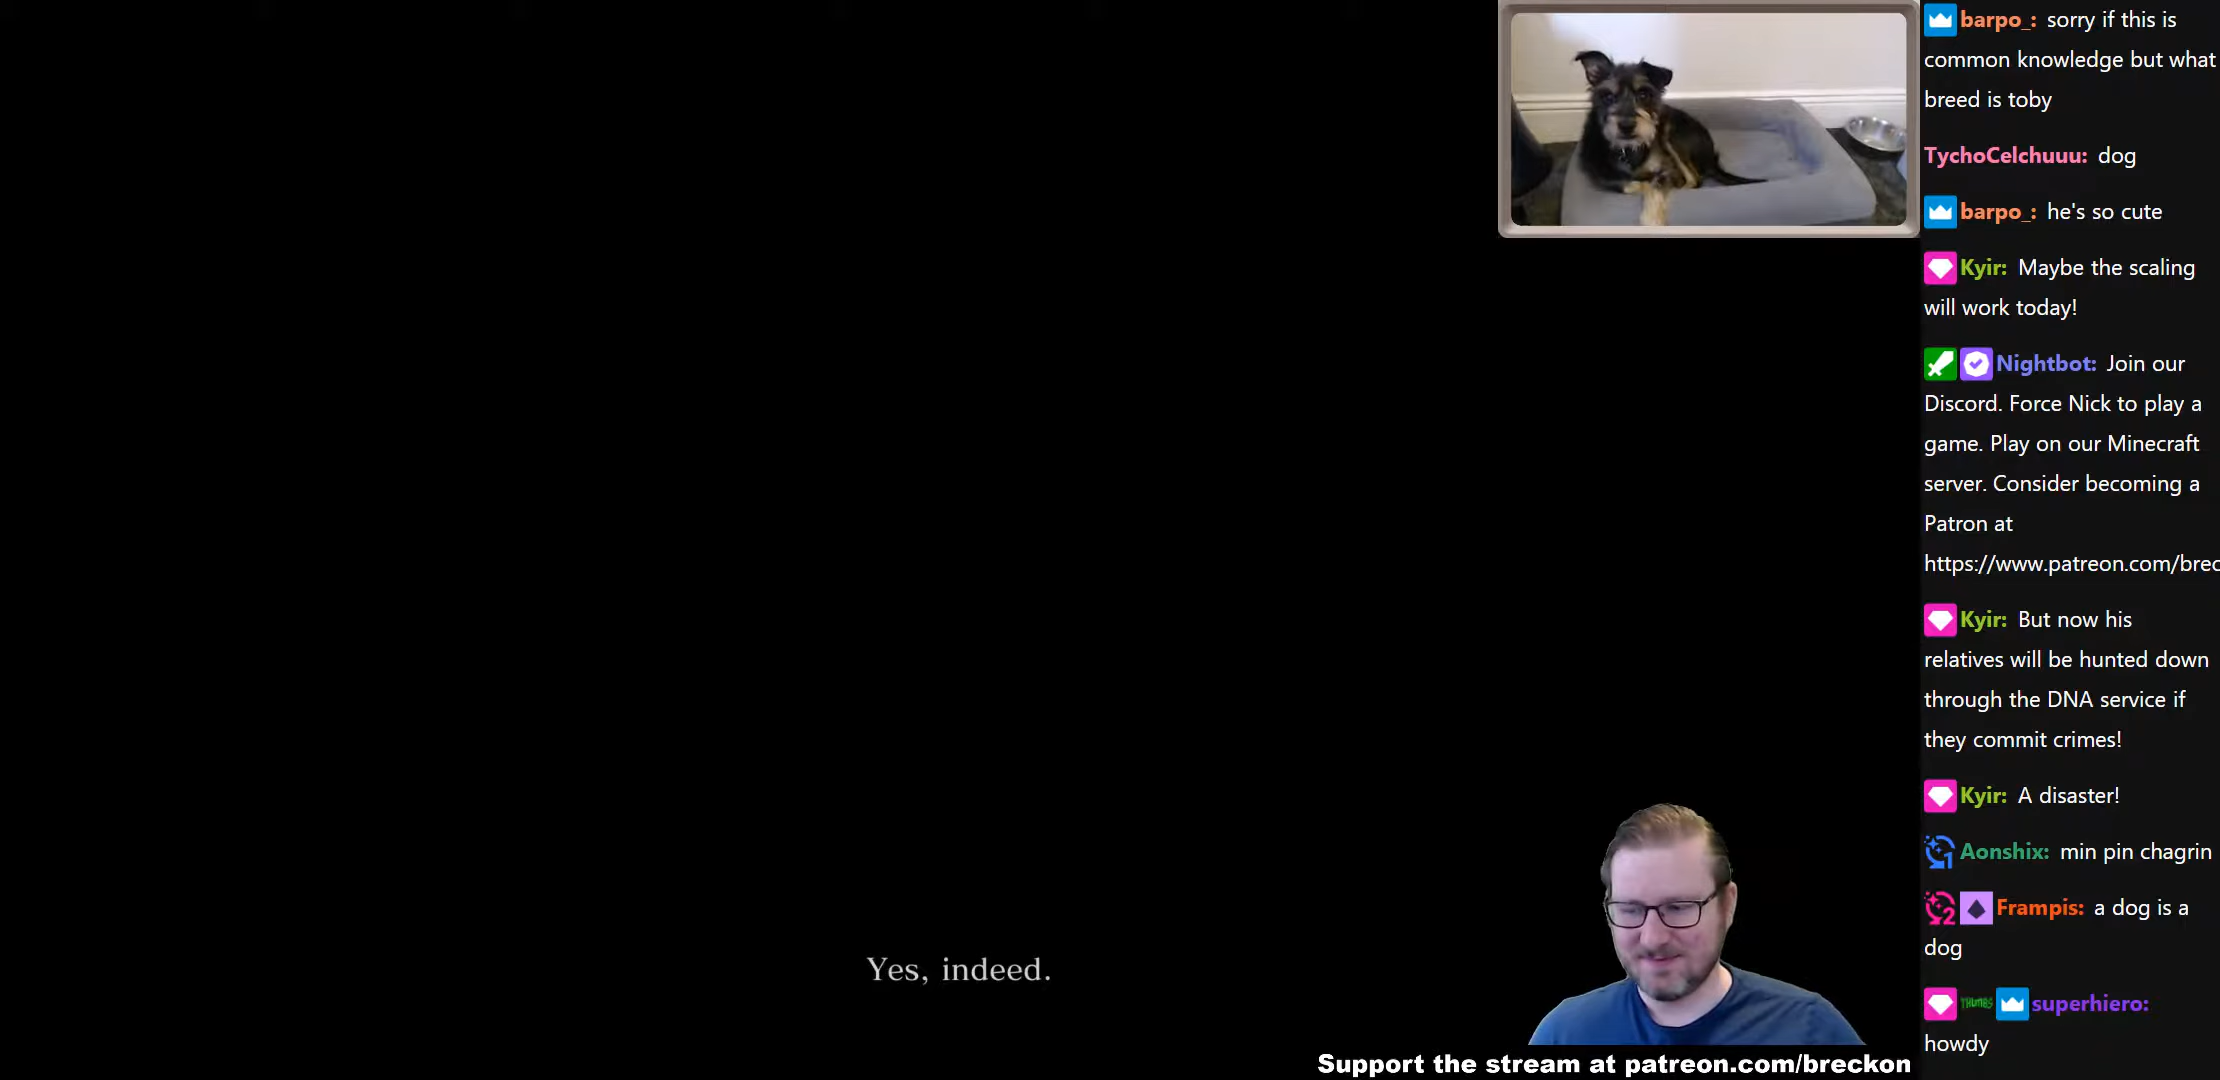 barpo_: sorry if this is
common knowledge but what
breed is toby
TychoCelchuuu: dog
barpo_: he's so cute
Kyir: Maybe the scaling
will work today!
Nightbot: Join our
Discord. Force Nick to play a
game. Play on our Minecraft
server. Consider becoming a
Patron at
https://www.patreon.com/brec
Kyir: But now his
relatives will be hunted down
through the DNA service if
they commit crimes!
Kyir: A disaster!
1 Aonshix: min pin chagrin
2 Frampis: a dog is a
dog
THUMBS superhiero:
howdy
Yes, indeed.
Support the stream at patreon.com/breckon